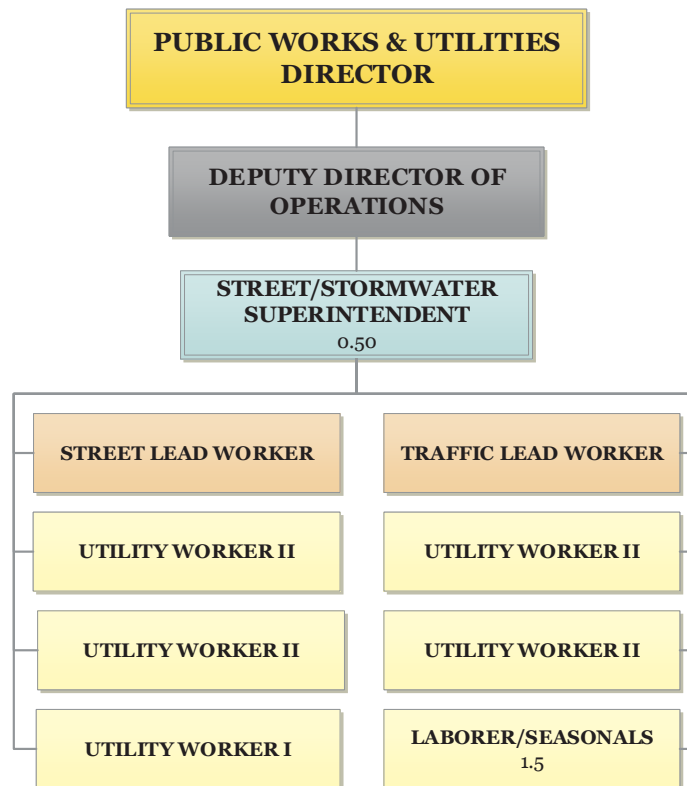 PUBLIC WORKS & UTILITIES
DIRECTOR
DEPUTY DIRECTOR OF
OPERATIONS
STREET/STORMWATER
SUPERINTENDENT
0.50
STREET LEAD WORKER
TRAFFIC LEAD WORKER
UTILITY WORKER II
UTILITY WORKER II
UTILITY WORKER II
UTILITY WORKER II
UTILITY WORKER I
LABORER/SEASONALS
1.5